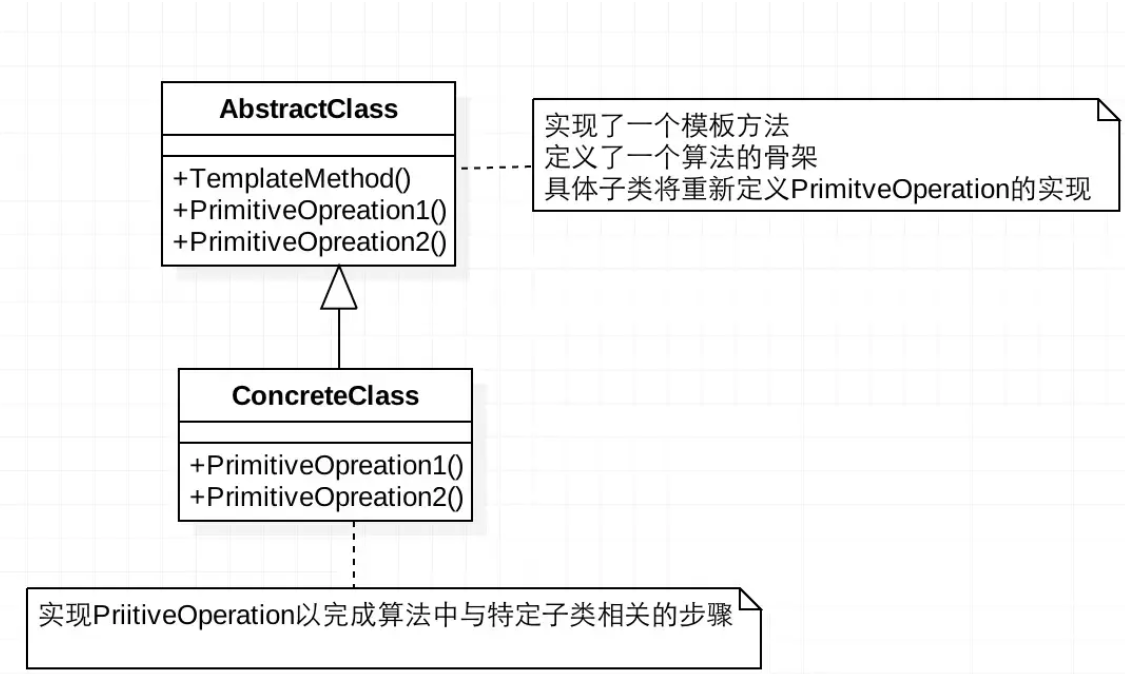 AbstractClass
+TemplateMethod()
+PrimitiveOpreation1()
+PrimitiveOpreation2()
实现了一个模板方法
定义了一个算法的骨架
具体子类将重新定义PrimitveOperation的实现
ConcreteClass
+PrimitiveOpreation1()
+PrimitiveOpreation2()
实现PriitiveOperation以完成算法中与特定子类相关的步骤